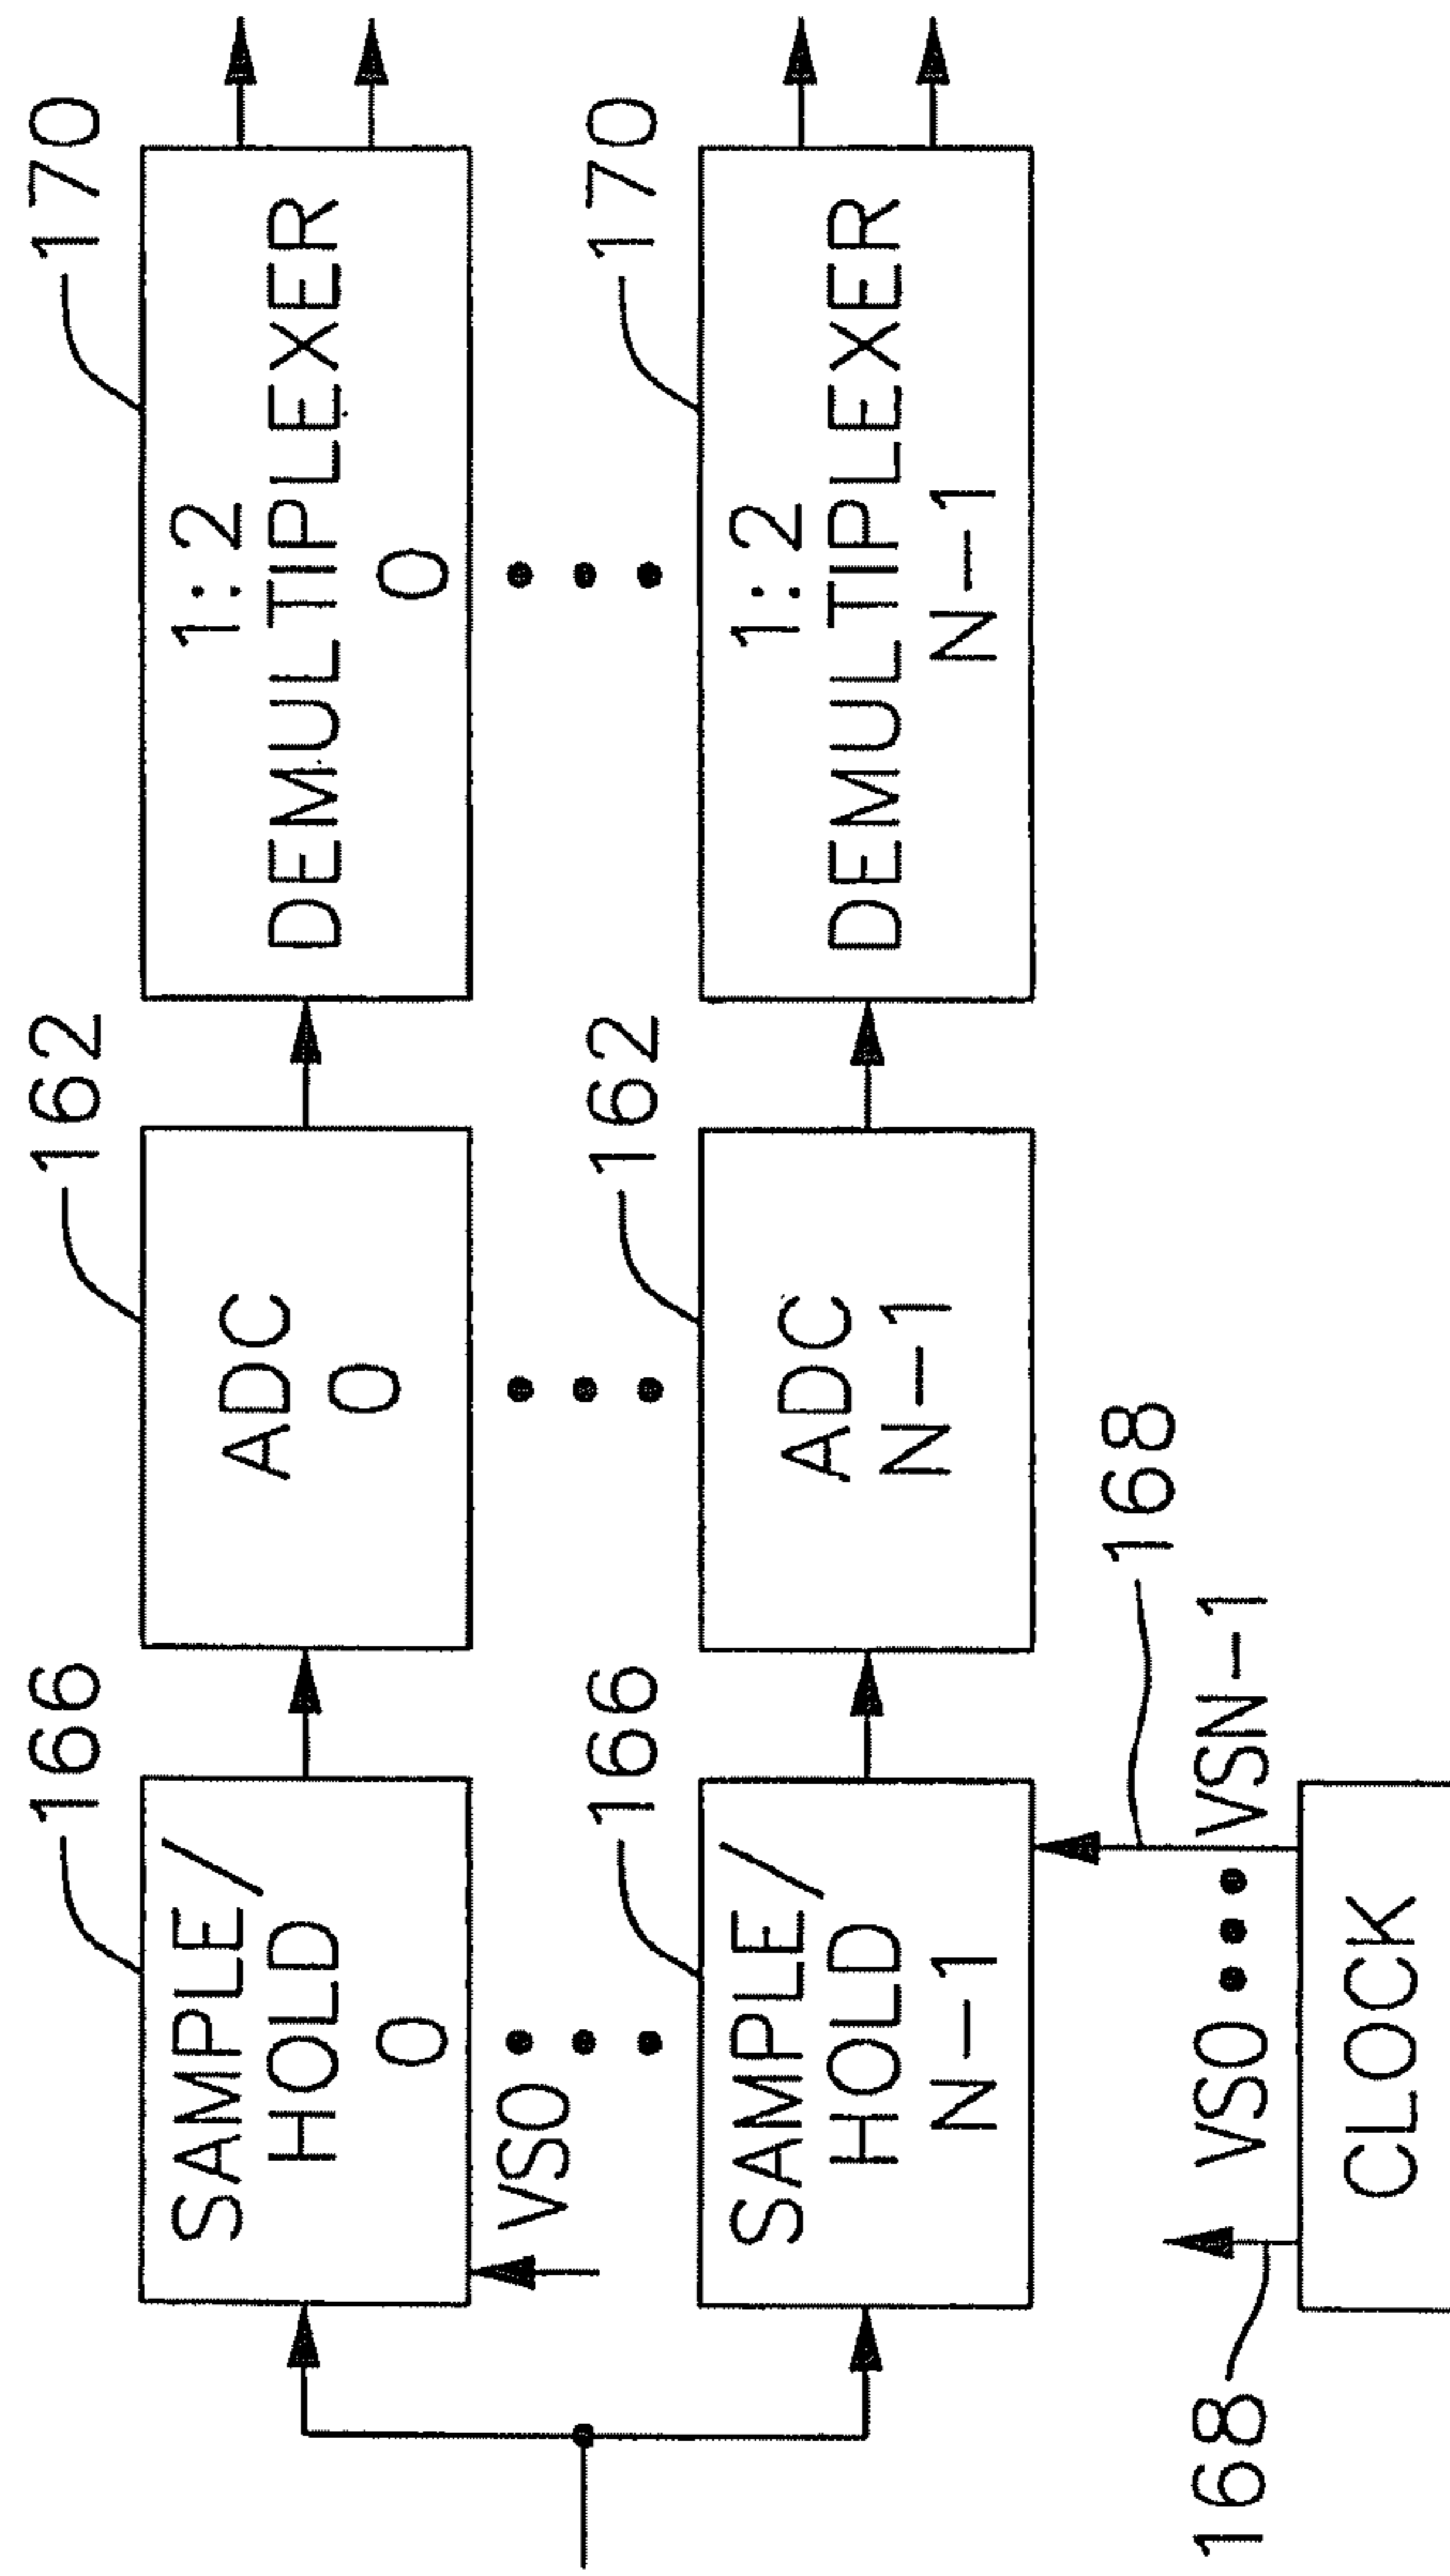 166
162
170
SAMPLE/
HOLD
0
ADC
0
1:2
DEMULTIPLEXER
0
VS0
166
162
170
SAMPLE/
HOLD
N-1
ADC
N-1
1:2
DEMULTIPLEXER
N-1
168
168
VS0
VSN-1
CLOCK